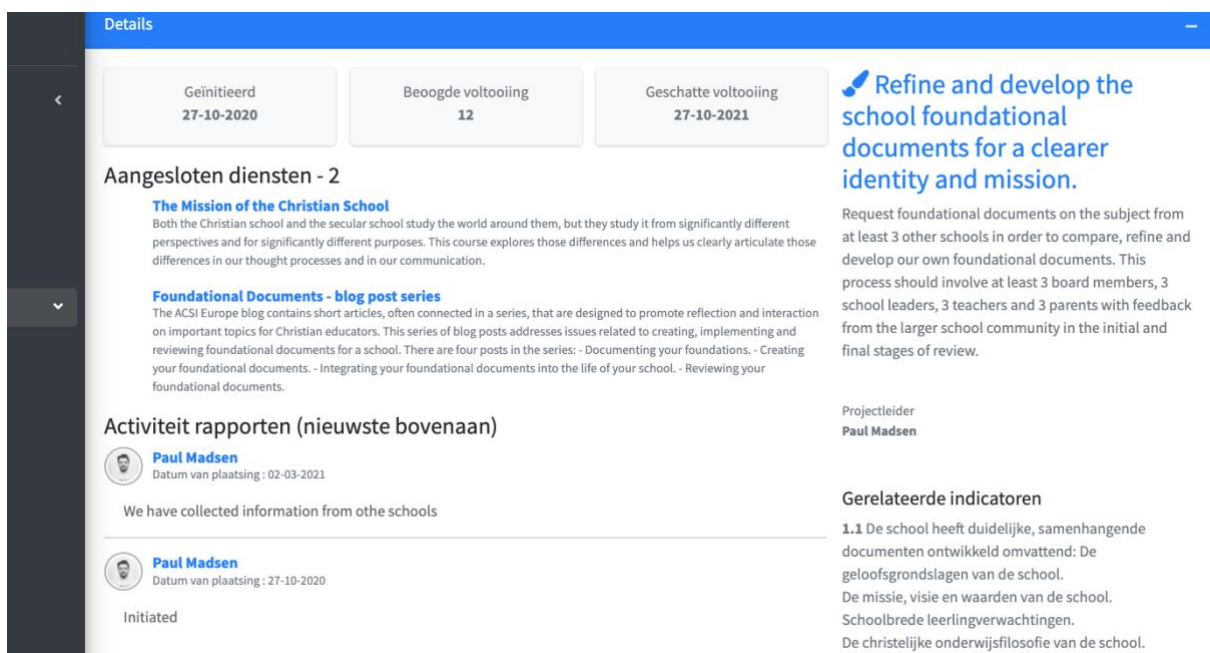 Details
Geïnitieerd
27-10-2020
Beoogde voltooiing
12
Geschatte voltooiing
27-10-2021
Aangesloten diensten - 2
The Mission of the Christian School
Both the Christian school and the secular school study the world around them, but they study it from significantly different
perspectives and for significantly different purposes. This course explores those differences and helps us clearly articulate those
differences in our thought processes and in our communication.
Foundational Documents - blog post series
The ACSI Europe blog contains short articles, often connected in a series, that are designed to promote reflection and interaction
on important topics for Christian educators. This series of blog posts addresses issues related to creating, implementing and
reviewing foundational documents for a school. There are four posts in the series: - Documenting your foundations. - Creating
your foundational documents. - Integrating your foundational documents into the life of your school. - Reviewing your
foundational documents.
Activiteit rapporten (nieuwste bovenaan)
Paul Madsen
Datum van plaatsing : 02-03-2021
We have collected information from othe schools
Paul Madsen
Datum van plaatsing : 27-10-2020
Initiated
Refine and develop the
school foundational
documents for a clearer
identity and mission.
Request foundational documents on the subject from
at least 3 other schools in order to compare, refine and
develop our own foundational documents. This
process should involve at least 3 board members, 3
school leaders, 3 teachers and 3 parents with feedback
from the larger school community in the initial and
final stages of review.
Projectleider
Paul Madsen
Gerelateerde indicatoren
1.1 De school heeft duidelijke, samenhangende
documenten ontwikkeld omvattend: De
geloofsgrondslagen van de school.
De missie, visie en waarden van de school.
Schoolbrede leerlingverwachtingen.
De christelijke onderwijsfilosofie van de school.